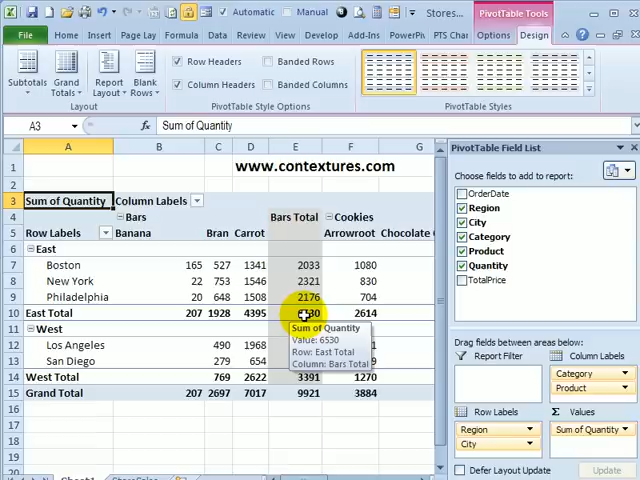 Automatic Manual Stores... PivotTable Tools
File Home Insert Page Lay Formula Data Review View Develop Add-Ins PowerPi PTS Chart Options Design
Subtotals Grand Totals Report Layout Blank Rows
Row Headers Banded Rows
Column Headers Banded Columns
Layout PivotTable Style Options PivotTable Styles
A3 fx Sum of Quantity
A B C D E F G
1 www.contextures.com
2
3 Sum of Quantity Column Labels
4 Bars Bars Total Cookies
5 Row Labels Banana Bran Carrot Arrowroot Chocolate
6 East
7 Boston 165 527 1341 2033 1080
8 New York 22 753 1546 2321 830
9 Philadelphia 20 648 1508 2176 704
10 East Total 207 1928 4395 6530 2614
11 West
12 Los Angeles 490 1968
13 San Diego 279 654
14 West Total 769 2622 3391 1270
15 Grand Total 207 2697 7017 9921 3884
16
17
18
19
20
Sum of Quantity
Value: 6530
Row: East Total
Column: Bars Total
Sheet1 StoreSales
PivotTable Field List
Choose fields to add to report:
OrderDate
Region
City
Category
Product
Quantity
TotalPrice
Drag fields between areas below:
Report Filter Column Labels
Category
Product
Row Labels Σ Values
Region Sum of Quantity
City
Defer Layout Update Update